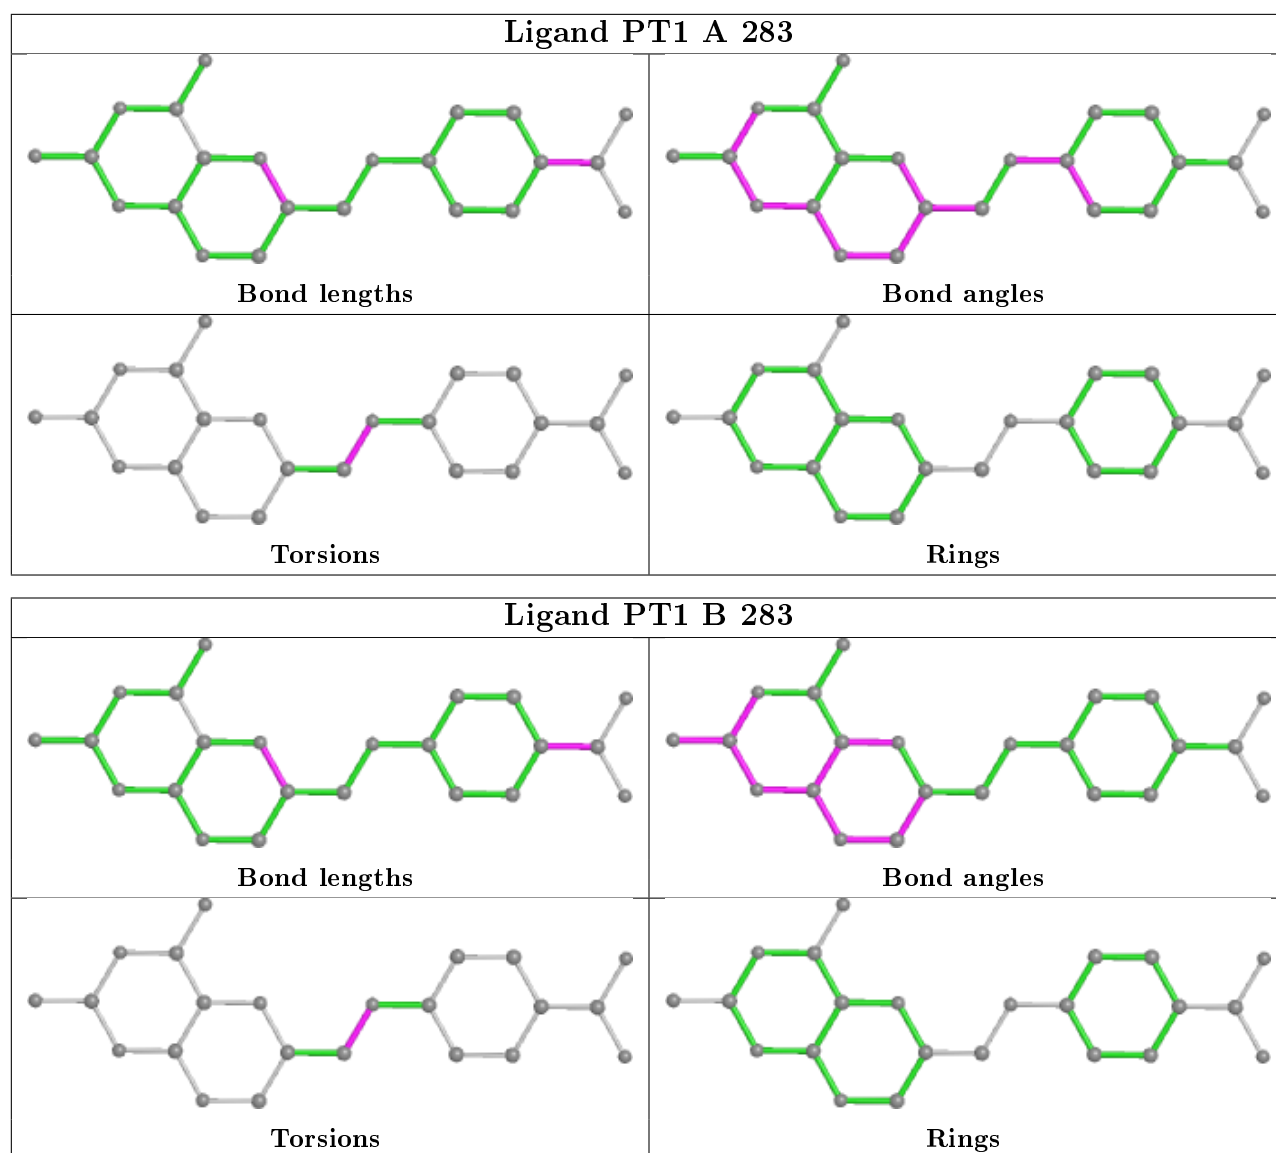 Ligand PT1 A 283
Bond lengths
Bond angles
Torsions
Rings
Ligand PT1 B 283
Bond lengths
Bond angles
Torsions
Rings